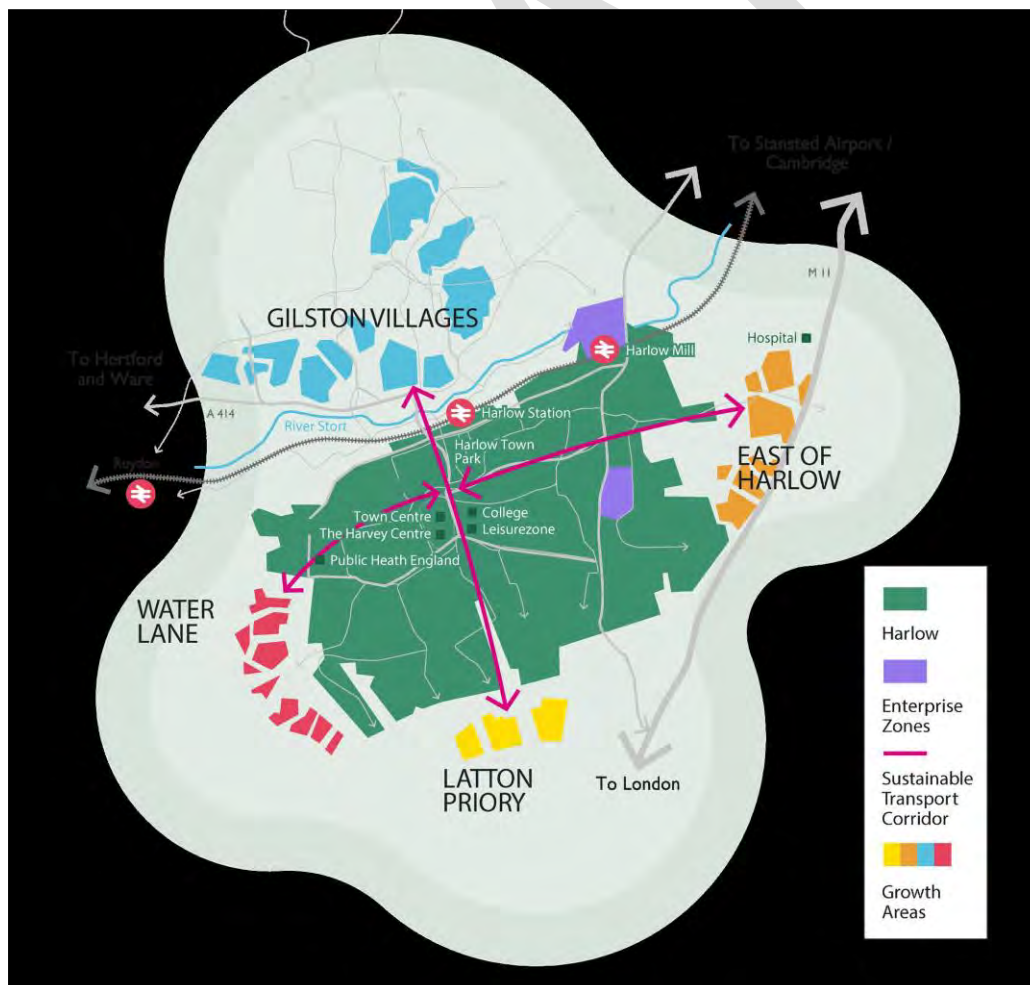 To Stansted Airport /
Cambridge
M 11
GILSTON VILLAGES
Hospital
Harlow Mill
To Hertford
and Ware
A 414
River Stort
Harlow Station
Harlow Town
Park
EAST OF
HARLOW
Roydon
Town Centre
The Harvey Centre
College
Leisurezone
Public Heath England
WATER
LANE
LATTON
PRIORY
To London
Harlow
Enterprise
Zones
Sustainable
Transport
Corridor
Growth
Areas